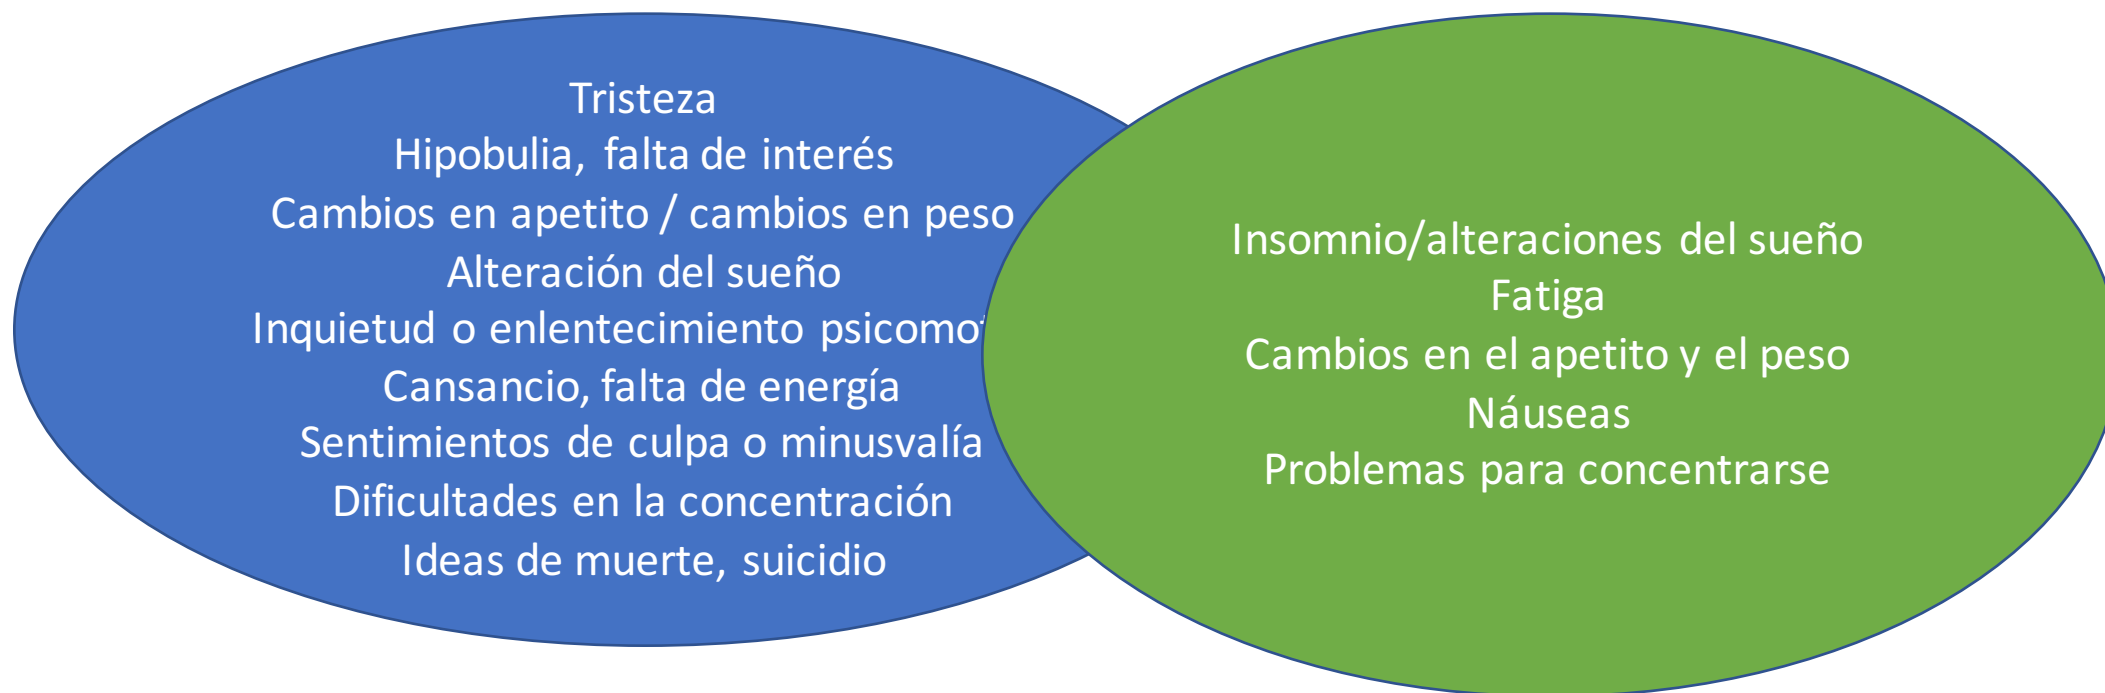 Tristeza
Hipobulia, falta de interés
Cambios en apetito / cambios en peso
Alteración del sueño
Inquietud o enlentecimiento
Cansancio, falta de energía
Sentimientos de culpa o minusvalía
Dificultades en la concentración
Ideas de muerte, suicidio
Insomnio/alteraciones del sueño
Fatiga
Cambios en el apetito y el peso
Náuseas
Problemas para concentrarse